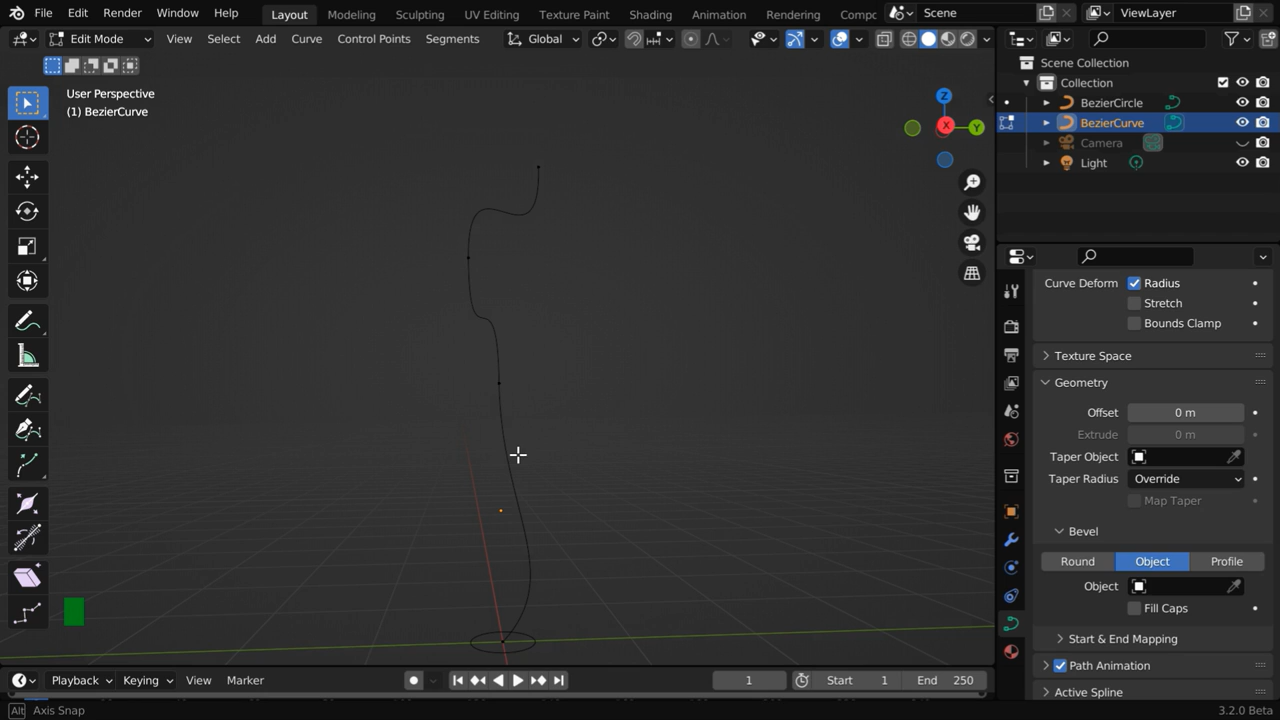 File Edit Render Window Help Layout Modeling Sculpting UV Editing Texture Paint Shading Animation Rendering Compc Scene ViewLayer
Edit Mode View Select Add Curve Control Points Segments Global
User Perspective
(1) BezierCurve
Z
X
Y
Scene Collection
Collection
BezierCircle
BezierCurve
Camera
Light
Curve Deform Radius
Stretch
Bounds Clamp
Texture Space
Geometry
Offset 0 m
Extrude 0 m
Taper Object
Taper Radius Override
Map Taper
Bevel
Round Object Profile
Object
Fill Caps
Start & End Mapping
Path Animation
Active Spline
Playback Keying View Marker 1 Start 1 End 250
Alt Axis Snap 3.2.0 Beta